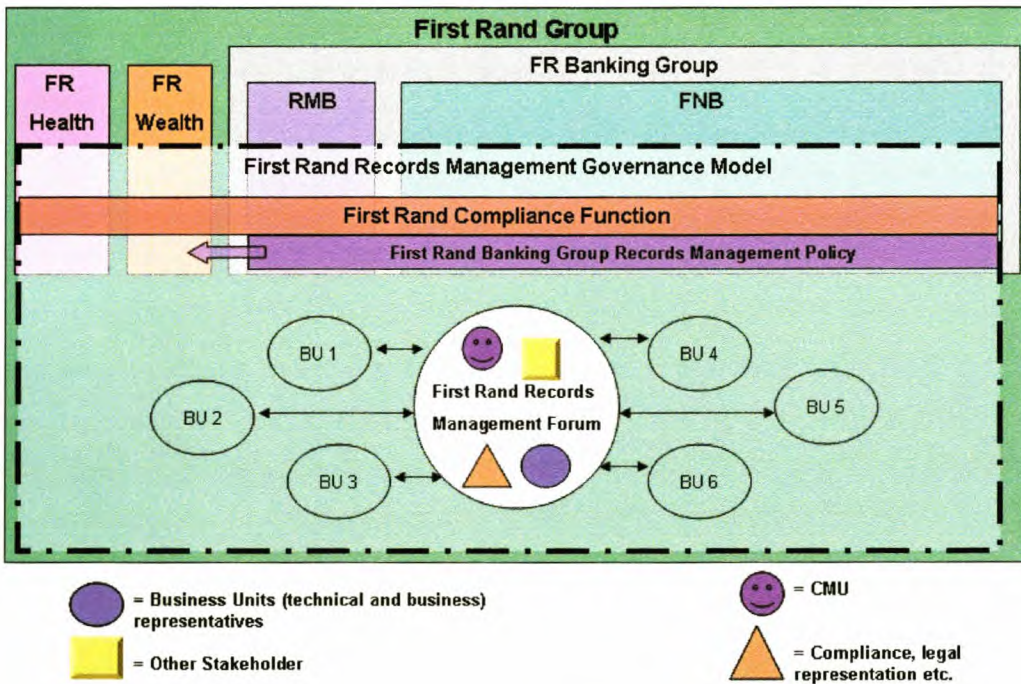 First Rand Group
FR Banking Group
FR
Health
FR
Wealth
RMB
FNB
First Rand Records Management Governance Model
First Rand Compliance Function
First Rand Banking Group Records Management Policy
BU 1
BU 2
BU 3
First Rand Records
Management Forum
BU 4
BU 5
BU 6
= Business Units (technical and business)
representatives
= Other Stakeholder
= CMU
= Compliance, legal
representation etc.